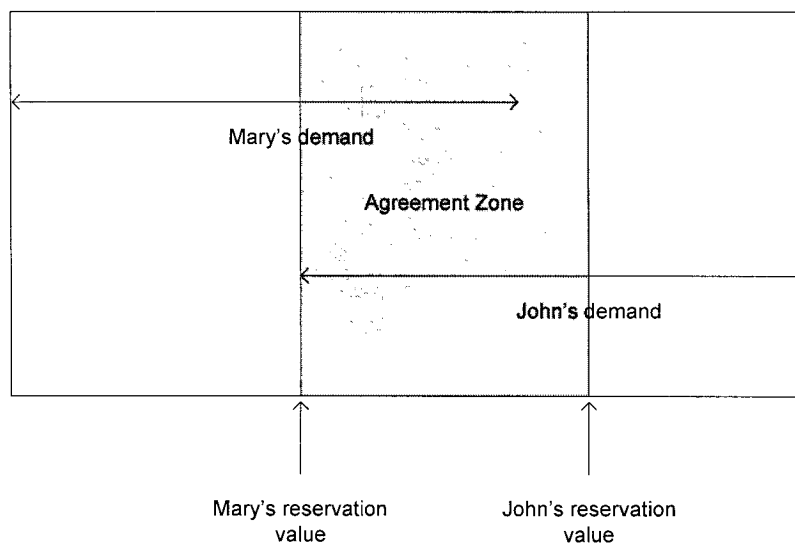 Mary's demand
Agreement Zone
John's demand
Mary's reservation
value
John's reservation
value